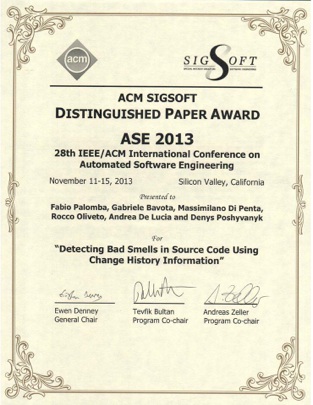 acm
SIGSOFT
ACM SIGSOFT
DISTINGUISHED PAPER AWARD
ASE 2013
28th IEEE/ACM International Conference on
Automated Software Engineering
November 11-15, 2013 Silicon Valley, California
Presented to
Fabio Palomba, Gabriele Bavota, Massimiliano Di Penta,
Rocco Oliveto, Andrea De Lucia and Denys Poshyvanyk
For
"Detecting Bad Smells in Source Code Using
Change History Information"
Ewen Denney Tevfik Bultan Andreas Zeller
General Chair Program Co-chair Program Co-chair